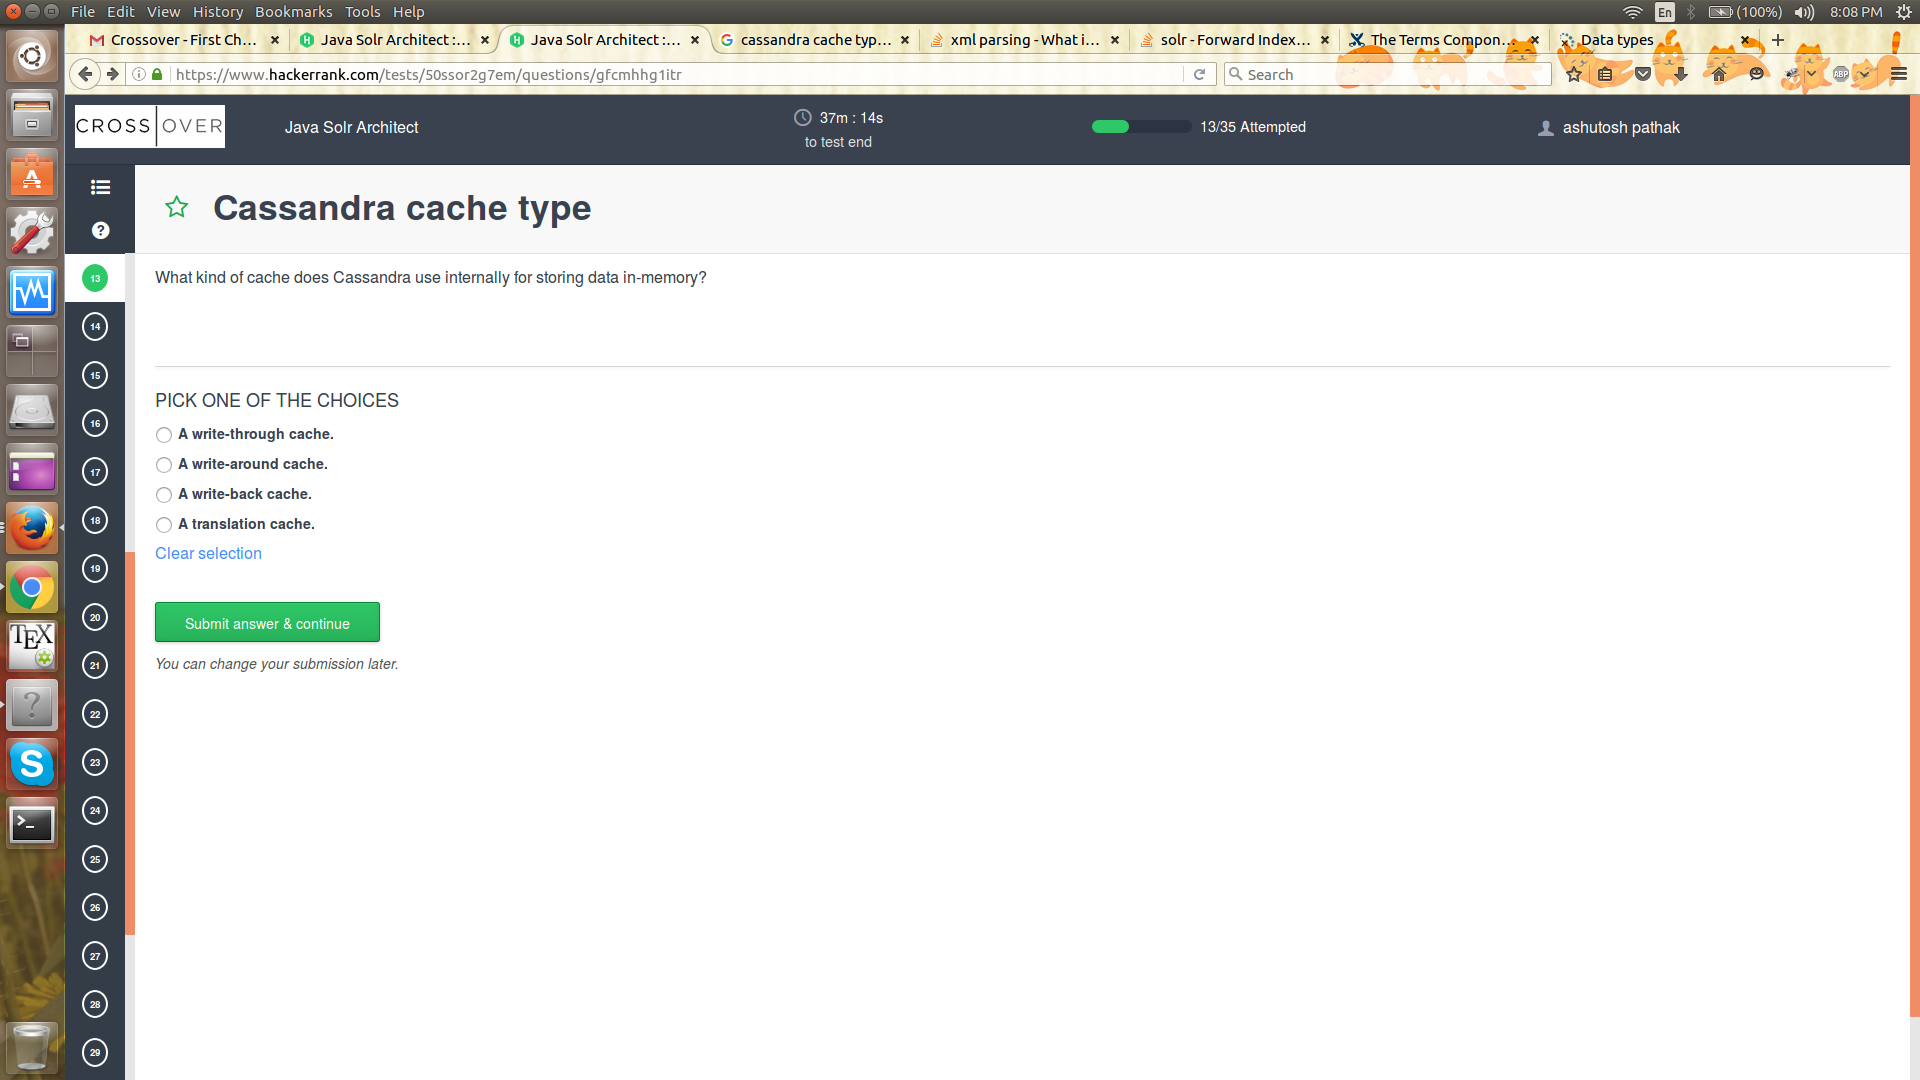 File Edit View History Bookmarks Tools Help
En (100%) 8:08 PM
Crossover - First Ch...
Java Solr Architect :...
Java Solr Architect :...
cassandra cache typ...
xml parsing - What i...
solr - Forward Index...
The Terms Compon...
Data types
https://www.hackerrank.com/tests/50ssor2g7em/questions/gfcmhhg1itr
Search
ABP
CROSS OVER
Java Solr Architect
37m : 14s
to test end
13/35 Attempted
ashutosh pathak
Cassandra cache type
What kind of cache does Cassandra use internally for storing data in-memory?
PICK ONE OF THE CHOICES
A write-through cache.
A write-around cache.
A write-back cache.
A translation cache.
Clear selection
Submit answer & continue
You can change your submission later.
13
14
15
16
17
18
19
20
21
22
23
24
25
26
27
28
29
TEX